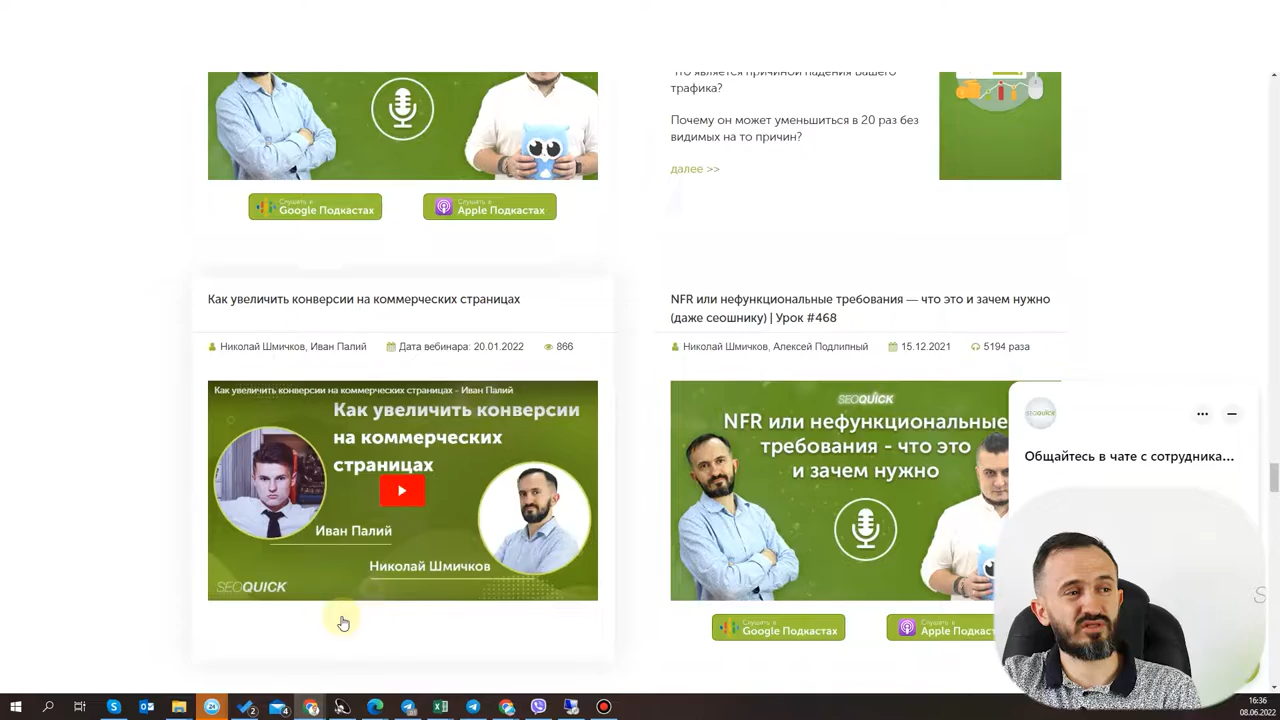 Что является причиной падения Вашего
трафика?
Почему он может уменьшиться в 20 раз без
видимых на то причин?
далее >>
Слушать в
Google Подкастах
Слушать в
Apple Подкастах
Как увеличить конверсии на коммерческих страницах
Николай Шмичков, Иван Палий
Дата вебинара: 20.01.2022
866
Как увеличить конверсии на коммерческих страницах - Иван Палий
Как увеличить конверсии
на коммерческих
страницах
Иван Палий
Николай Шмичков
SEOQUICK
NFR или нефункциональные требования — что это и зачем нужно
(даже сеошнику) | Урок #468
Николай Шмичков, Алексей Подлипный
15.12.2021
5194 раза
SEOQUICK
NFR или нефункциональные
требования - что это
и зачем нужно
Слушать в
Google Подкастах
Слушать в
Apple Подкаст
SEOQUICK
Общайтесь в чате с сотрудника...
16:36
08.06.2022